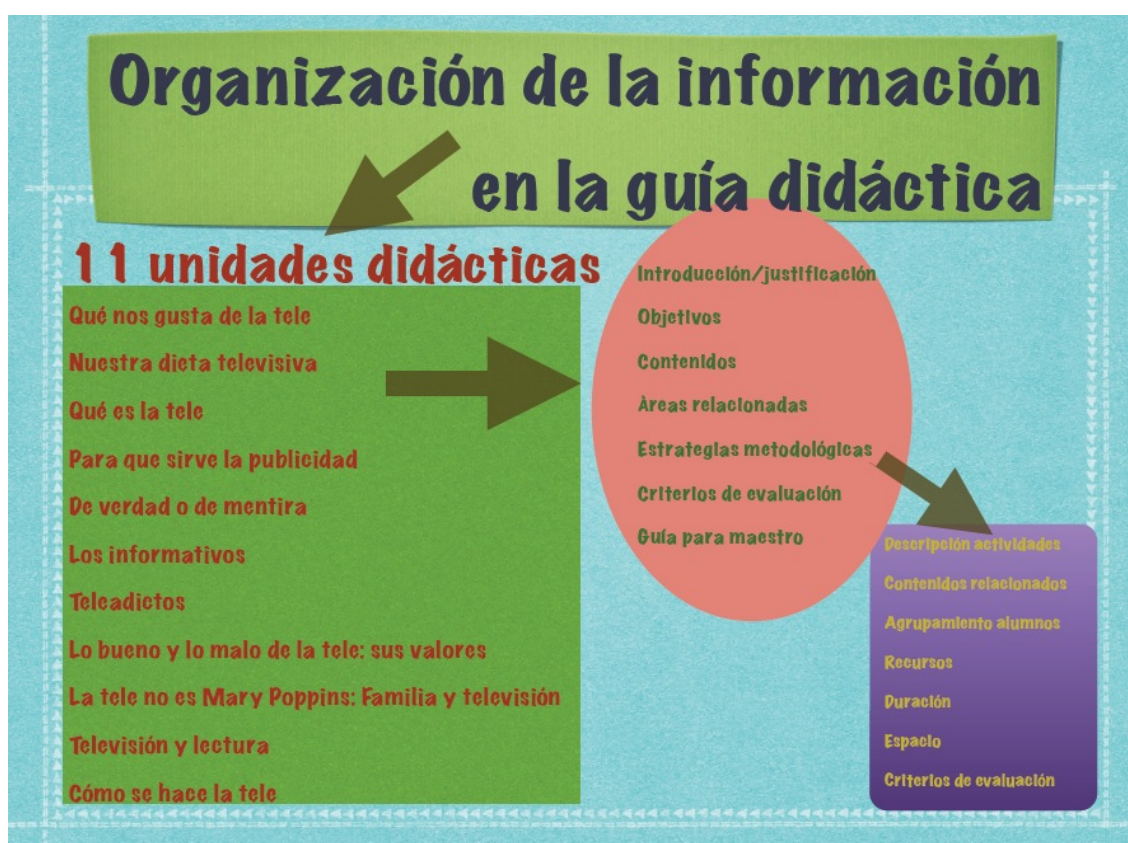 Organización de la información
en la guía didáctica
11 unidades didácticas
Qué nos gusta de la tele
Nuestra dieta televisiva
Qué es la tele
Para que sirve la publicidad
De verdad o de mentira
Los informativos
Teleadictos
Lo bueno y lo malo de la tele: sus valores
La tele no es Mary Poppins: Familia y televisión
Televisión y lectura
Cómo se hace la tele
Introducción/justificación
Objetivos
Contenidos
Àreas relacionadas
Estrategias metodológicas
Criterios de evaluación
Guía para maestro
Descripción actividades
Contenidos relacionados
Agrupamiento alumnos
Recursos
Duración
Espacio
Criterios de evaluación